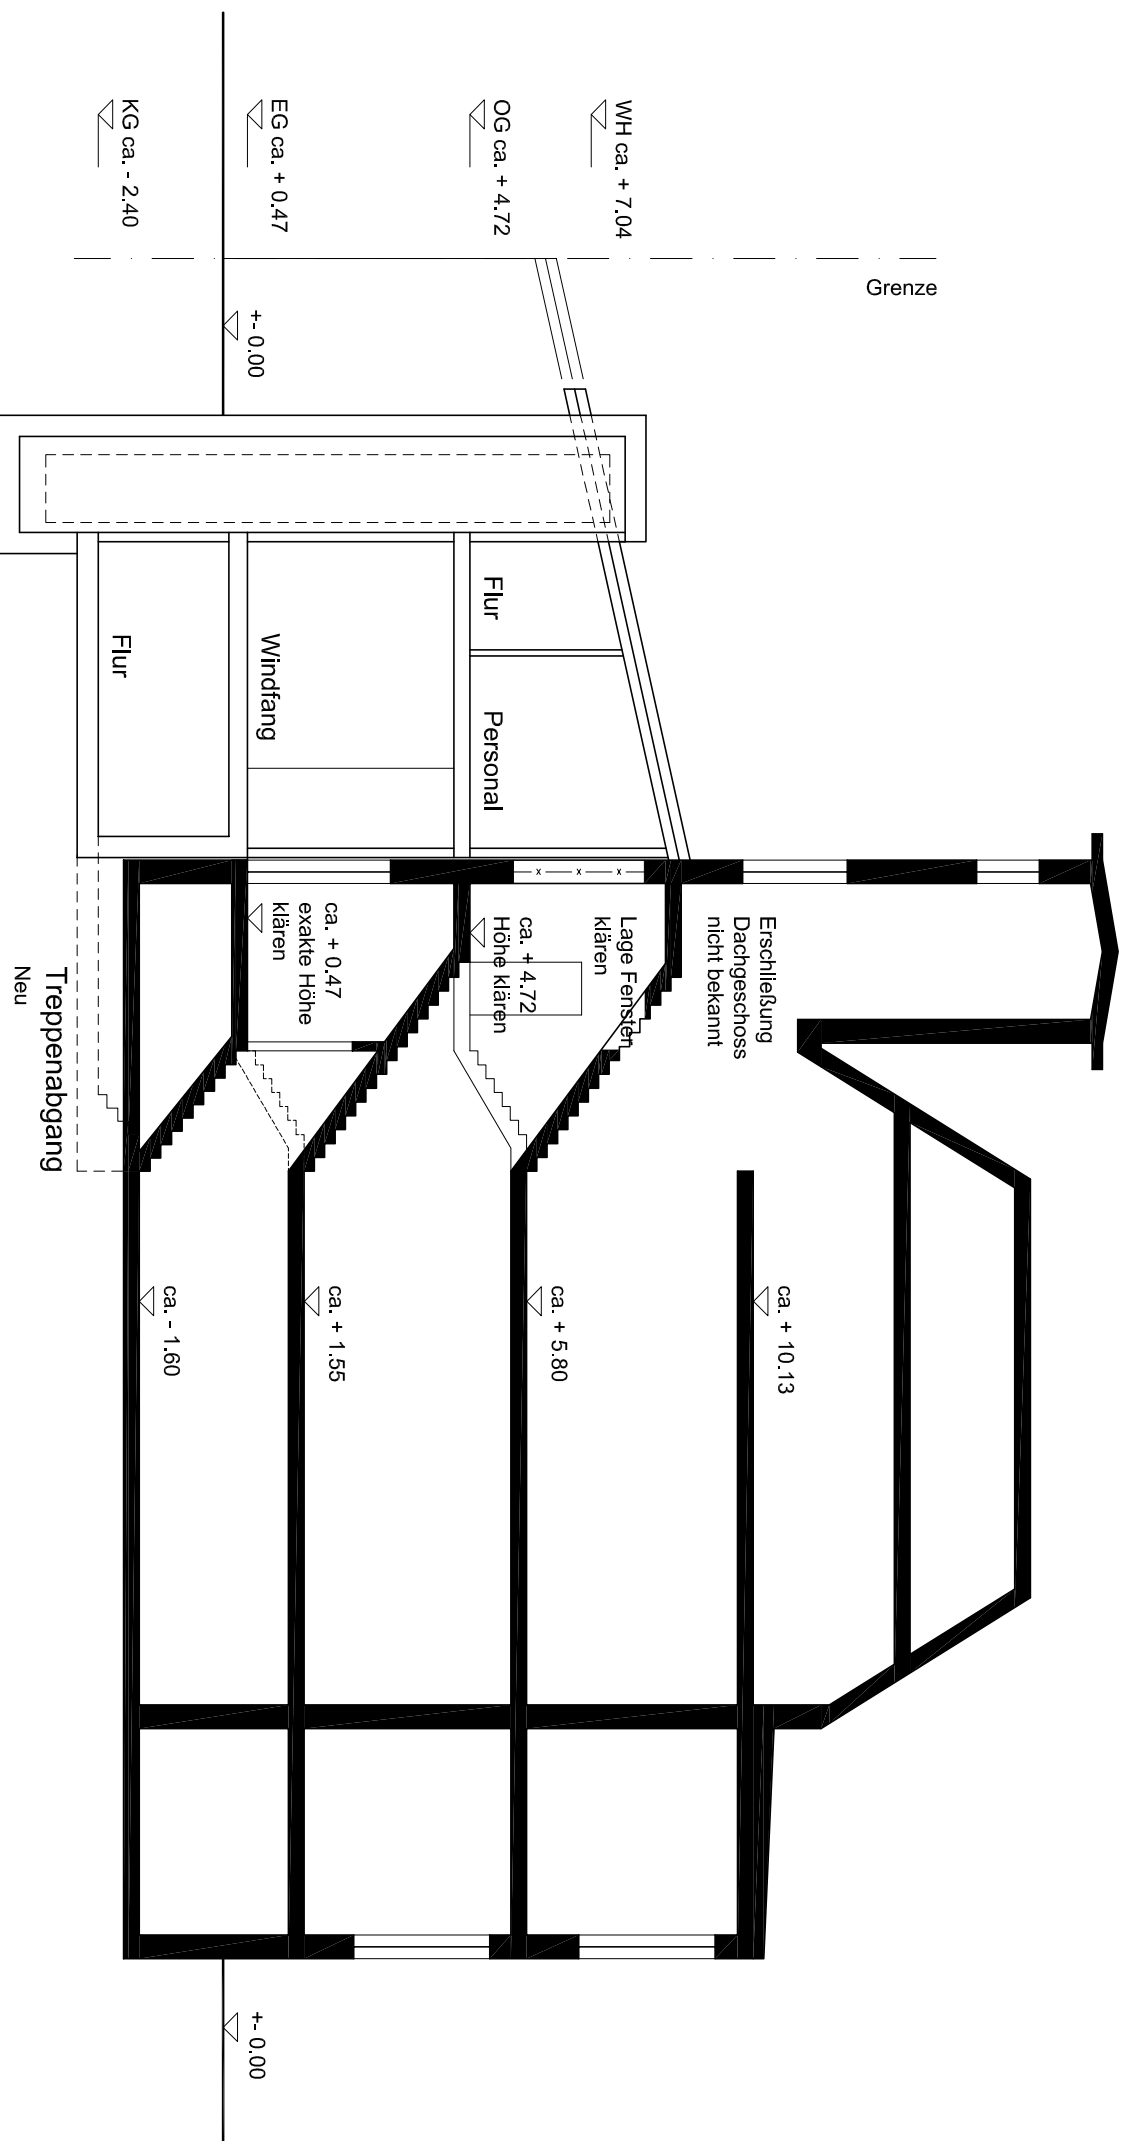 WH ca. + 7.04
OG ca. + 4.72
EG ca. + 0.47
KG ca. - 2.40
Grenze
+- 0.00
Flur
Personal
Windfang
Flur
Erschließung
Dachgeschoss
nicht bekannt
Lage Fenster
klären
ca. + 4.72
Höhe klären
ca. + 0.47
exakte Höhe
klären
Treppenabgang
Neu
ca. + 10.13
ca. + 5.80
ca. + 1.55
ca. - 1.60
+- 0.00
x x x